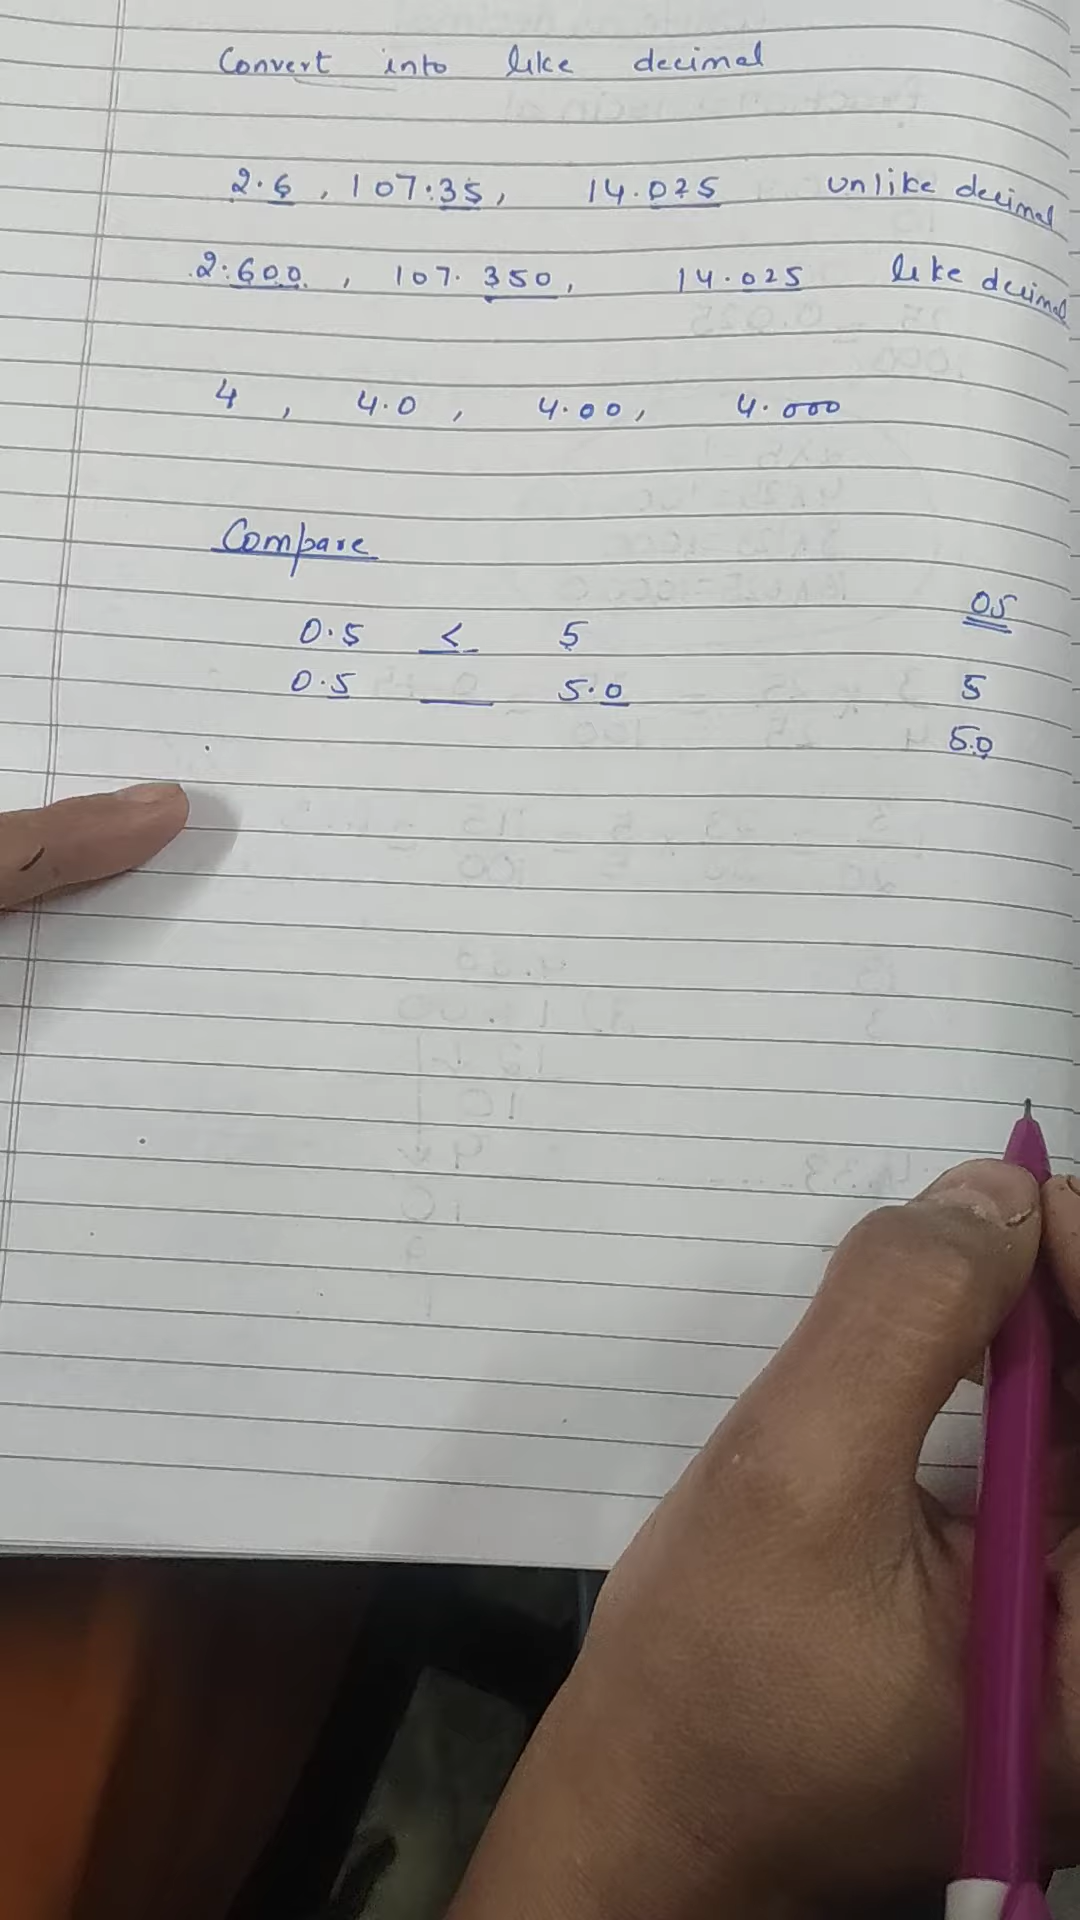 Convert into like decimal
2.6 , 107.35 , 14.025 unlike decimal
2.600 , 107.350 , 14.025 like decimal
4 , 4.0 , 4.00 , 4.000
Compare
05
0.5 < 5
0.5 __ 5.0 5
5.0